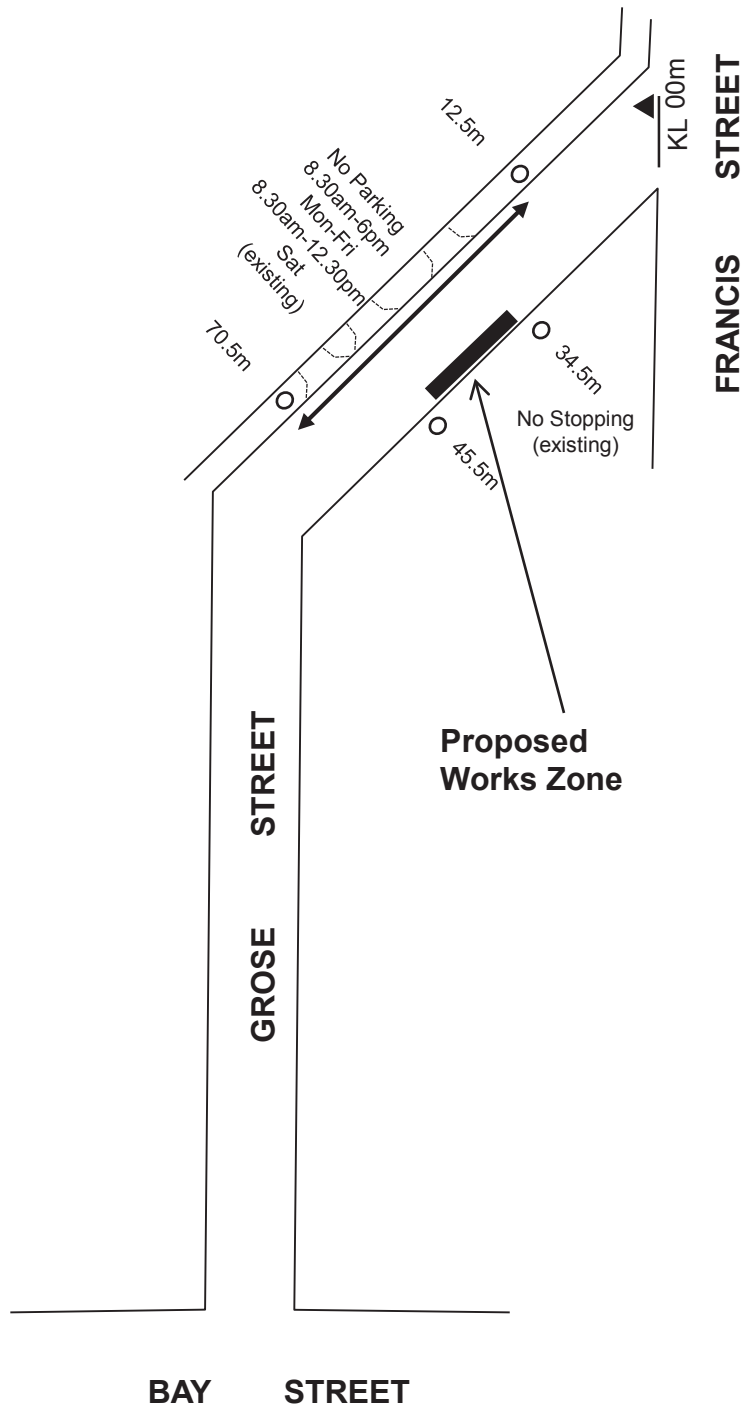 12.5m
KL 00m
FRANCIS STREET
No Parking
8.30am-6pm
Mon-Fri
8.30am-12.30pm
Sat
(existing)
70.5m
34.5m
No Stopping
(existing)
45.5m
Proposed
Works Zone
GROSE STREET
BAY STREET